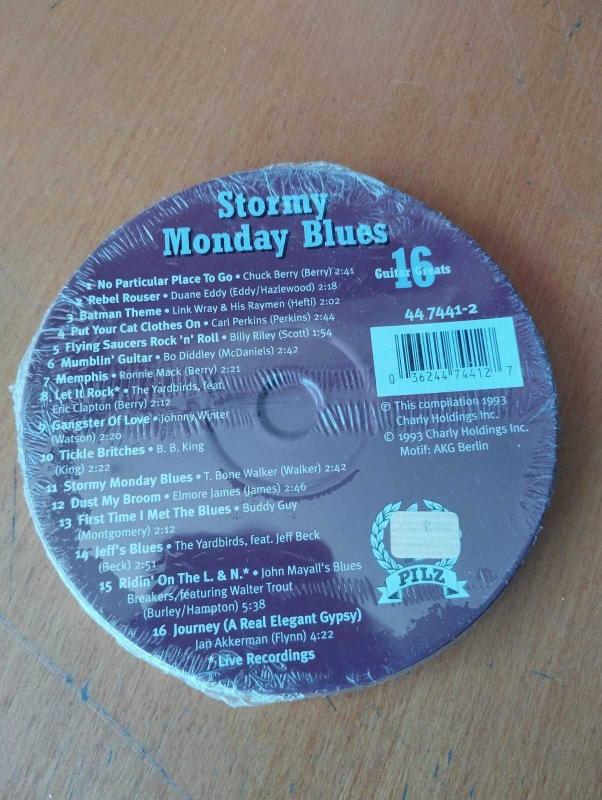 Stormy
Monday Blues
16
Guitar Greats
1 No Particular Place To Go • Chuck Berry (Berry) 2:41
2 Rebel Rouser • Duane Eddy (Eddy/Hazlewood) 2:18
3 Batman Theme • Link Wray & His Raymen (Hefti) 2:02
4 Put Your Cat Clothes On • Carl Perkins (Perkins) 2:44
5 Flying Saucers Rock 'n' Roll • Billy Riley (Scott) 1:54
6 Mumblin' Guitar • Bo Diddley (McDaniels) 2:42
7 Memphis • Ronnie Mack (Berry) 2:21
8 Let It Rock* • The Yardbirds, feat.
Eric Clapton (Berry) 2:12
9 Gangster Of Love • Johnny Winter
(Watson) 2:20
10 Tickle Britches • B. B. King
(King) 2:22
11 Stormy Monday Blues • T. Bone Walker (Walker) 2:42
12 Dust My Broom • Elmore James (James) 2:46
13 First Time I Met The Blues • Buddy Guy
(Montgomery) 2:12
14 Jeff's Blues • The Yardbirds, feat. Jeff Beck
(Beck) 2:51
15 Ridin' On The L. & N.* • John Mayall's Blues
Breakers, featuring Walter Trout
(Burley/Hampton) 5:38
16 Journey (A Real Elegant Gypsy)
Jan Akkerman (Flynn) 4:22
* Live Recordings
44 7441-2
0 36244 74412 7
℗ This compilation 1993
Charly Holdings Inc.
© 1993 Charly Holdings Inc.
Motif: AKG Berlin
PILZ